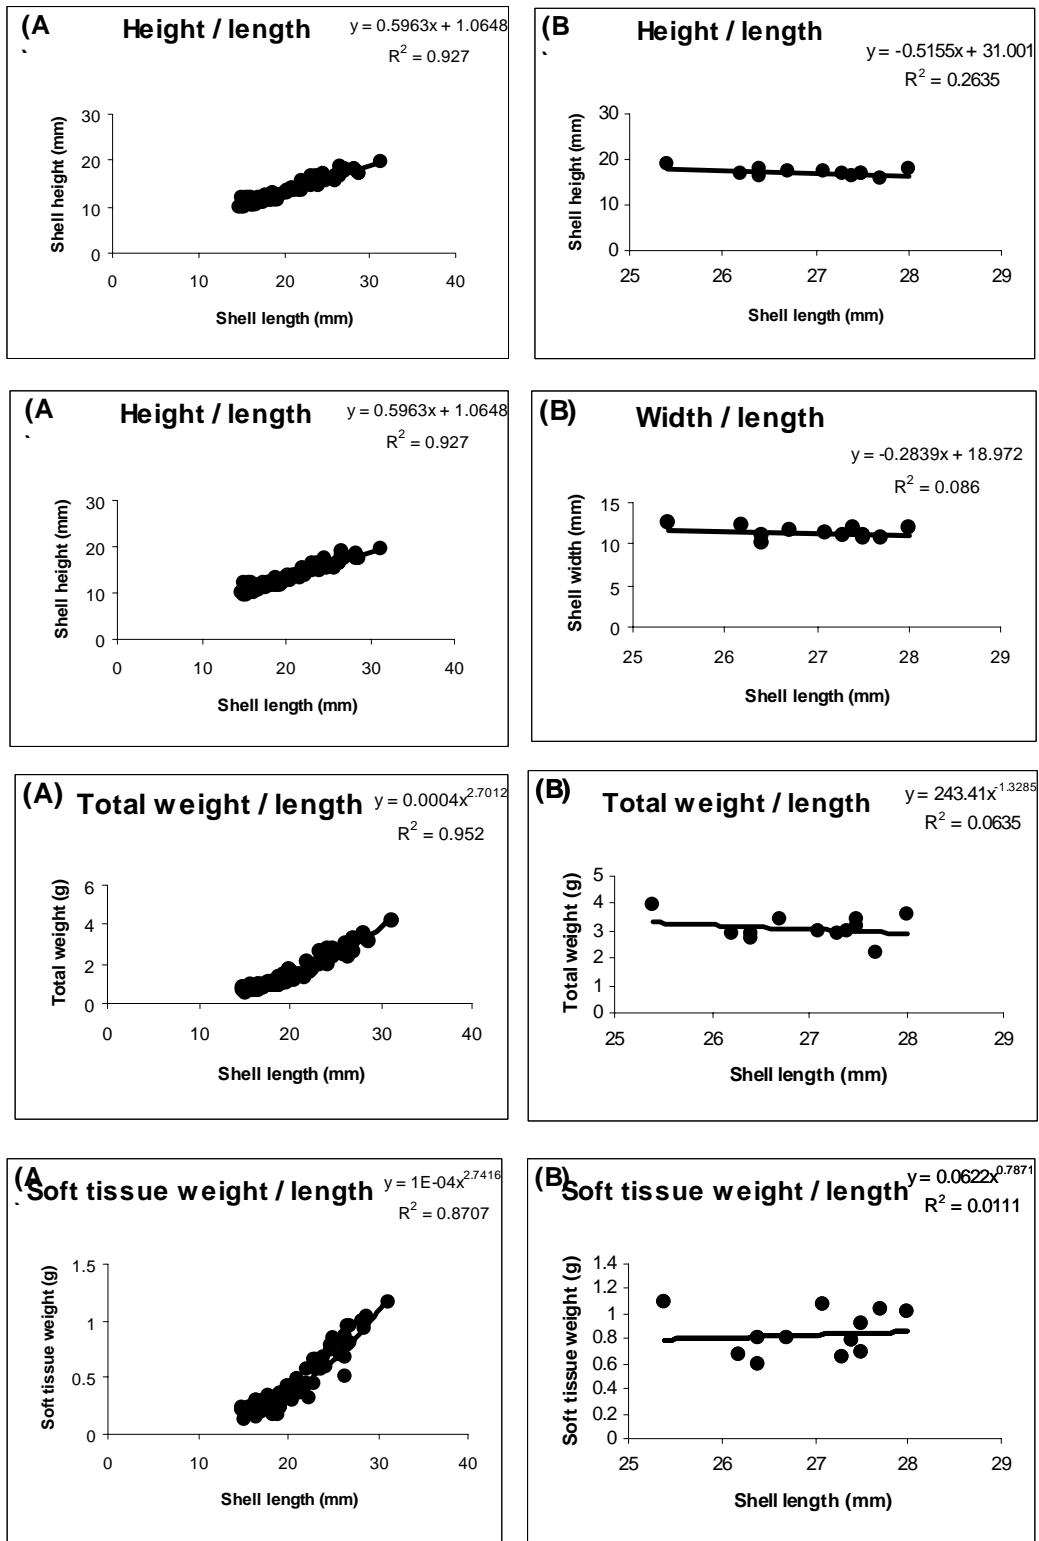 (A
`
Height / length
y = 0.5963x + 1.0648
R2 = 0.927
Shell height (mm)
30
20
10
0
0 10 20 30 40
Shell length (mm)
(B
`
Height / length
y = -0.5155x + 31.001
R2 = 0.2635
Shell height (mm)
30
20
10
0
25 26 27 28 29
Shell length (mm)
(A
`
Height / length
y = 0.5963x + 1.0648
R2 = 0.927
Shell height (mm)
30
20
10
0
0 10 20 30 40
Shell length (mm)
(B)
Width / length
y = -0.2839x + 18.972
R2 = 0.086
Shell width (mm)
15
10
5
0
25 26 27 28 29
Shell length (mm)
(A)
Total weight / length
y = 0.0004x2.7012
R2 = 0.952
Total weight (g)
6
4
2
0
0 10 20 30 40
Shell length (mm)
(B)
Total weight / length
y = 243.41x-1.3285
R2 = 0.0635
Total weight (g)
5
4
3
2
1
0
25 26 27 28 29
Shell length (mm)
(A
`
Soft tissue weight / length
y = 1E-04x2.7416
R2 = 0.8707
Soft tissue weight (g)
1.5
1
0.5
0
0 10 20 30 40
Shell length (mm)
(B)
Soft tissue weight / length
y = 0.0622x0.7871
R2 = 0.0111
Soft tissue weight (g)
1.4
1.2
1
0.8
0.6
0.4
0.2
0
25 26 27 28 29
Shell length (mm)